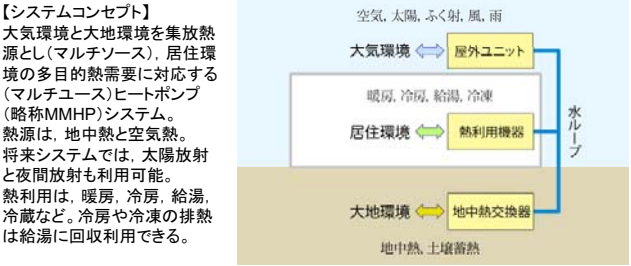 【システムコンセプト】
大気環境と大地環境を集放熱
源とし（マルチソース），居住環
境の多目的熱需要に対応する
（マルチユース）ヒートポンプ
（略称MMHP）システム。
熱源は，地中熱と空気熱。
将来システムでは，太陽放射
と夜間放射も利用可能。
熱利用は，暖房，冷房，給湯，
冷蔵など。冷房や冷凍の排熱
は給湯に回収利用できる。
空気, 太陽, ふく射, 風, 雨
大気環境
屋外ユニット
暖房, 冷房, 給湯, 冷凍
居住環境
熱利用機器
水ループ
大地環境
地中熱交換器
地中熱, 土壌蓄熱